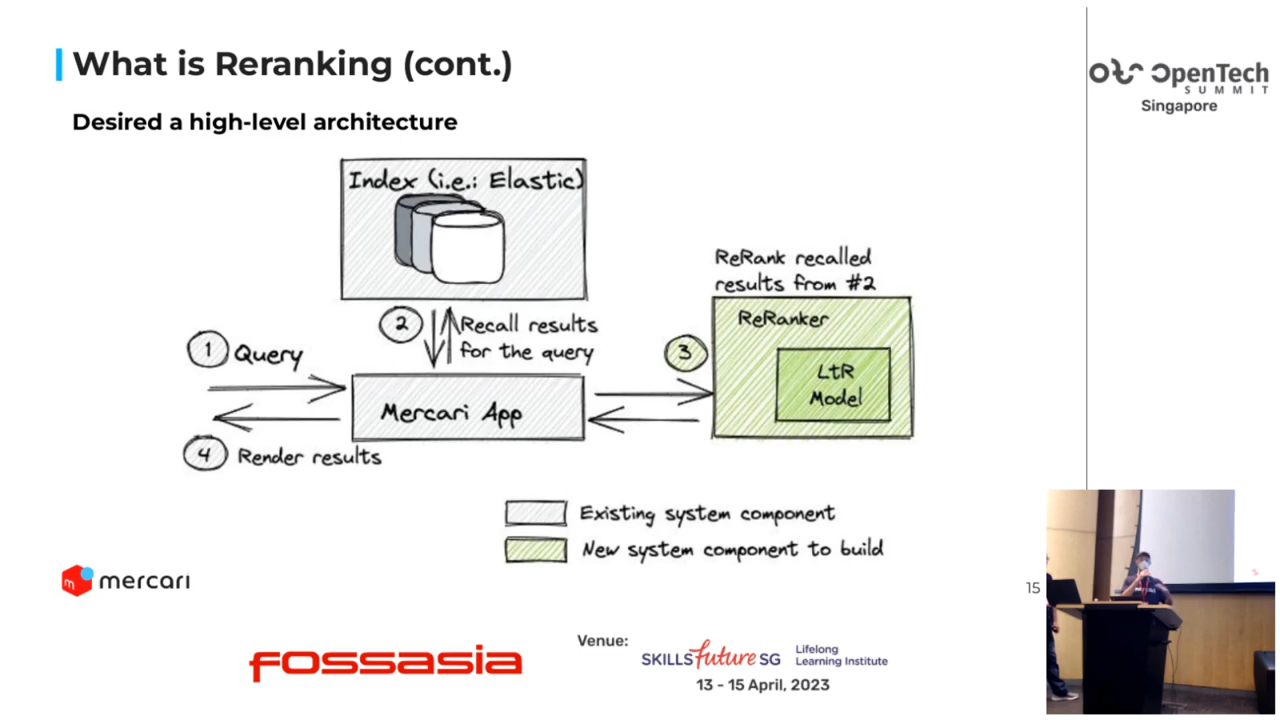 What is Reranking (cont.)
Desired a high-level architecture
OpenTech
SUMMIT
Singapore
Index (i.e.: Elastic)
ReRank recalled
results from #2
ReRanker
LtR
Model
2
Recall results
for the query
3
1
Query
Mercari App
4
Render results
Existing system component
New system component to build
m mercari
15
fossasia
Venue:
SKILLSfuture SG
Lifelong
Learning Institute
13 - 15 April, 2023